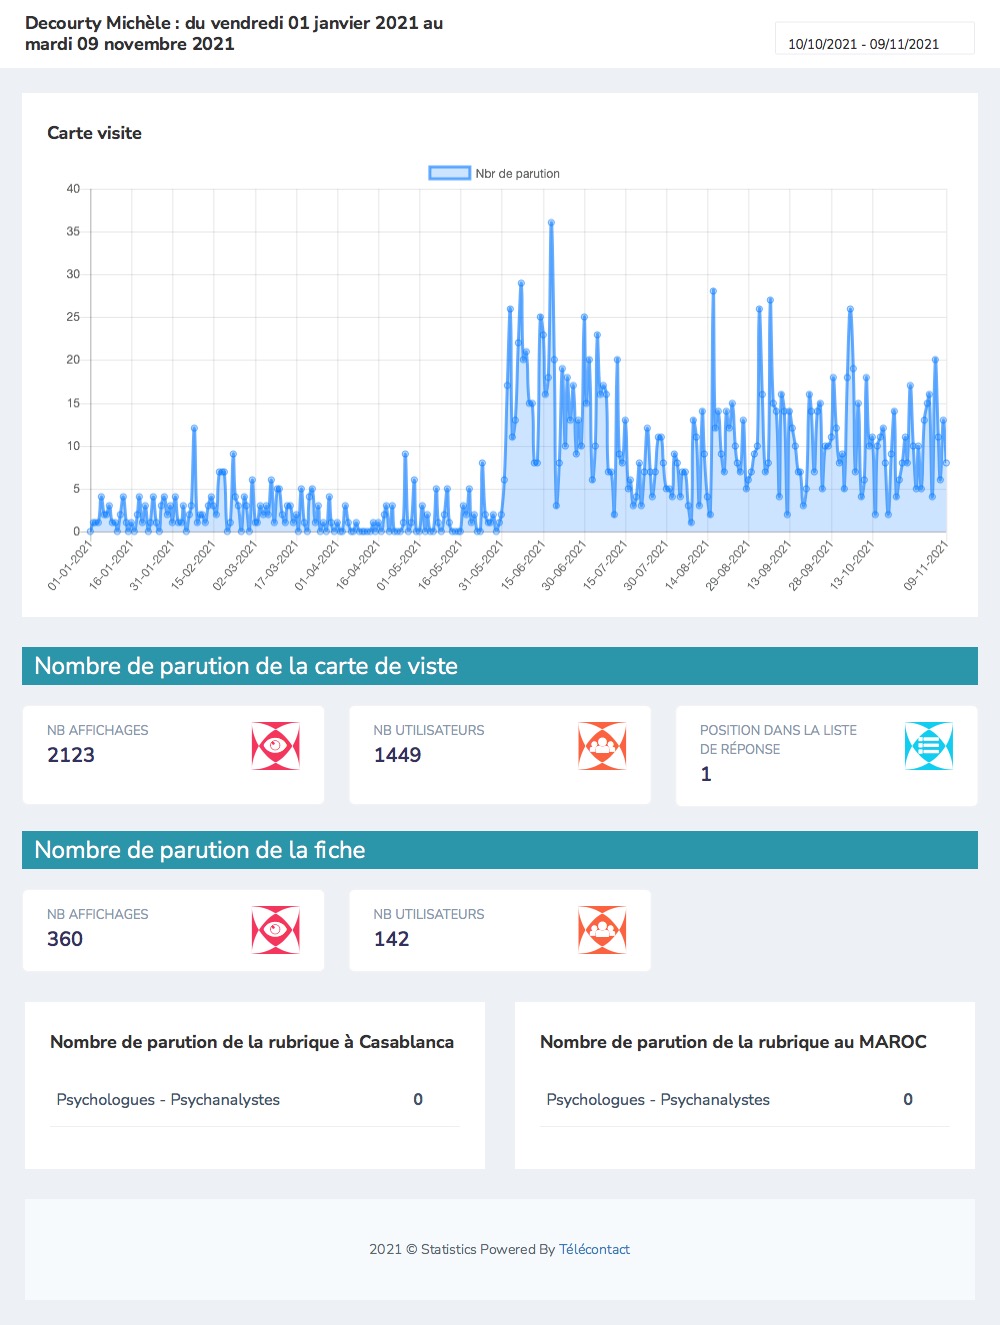 Decourty Michèle : du vendredi 01 janvier 2021 au
mardi 09 novembre 2021
10/10/2021 - 09/11/2021
Carte visite
Nbr de parution
40
35
30
25
20
15
10
5
0
01-01-2021
16-01-2021
31-01-2021
15-02-2021
02-03-2021
17-03-2021
01-04-2021
16-04-2021
01-05-2021
16-05-2021
31-05-2021
15-06-2021
30-06-2021
15-07-2021
30-07-2021
14-08-2021
29-08-2021
13-09-2021
28-09-2021
13-10-2021
09-11-2021
Nombre de parution de la carte de viste
NB AFFICHAGES
2123
NB UTILISATEURS
1449
POSITION DANS LA LISTE
DE RÉPONSE
1
Nombre de parution de la fiche
NB AFFICHAGES
360
NB UTILISATEURS
142
Nombre de parution de la rubrique à Casablanca
Psychologues - Psychanalystes 0
Nombre de parution de la rubrique au MAROC
Psychologues - Psychanalystes 0
2021 © Statistics Powered By Télécontact